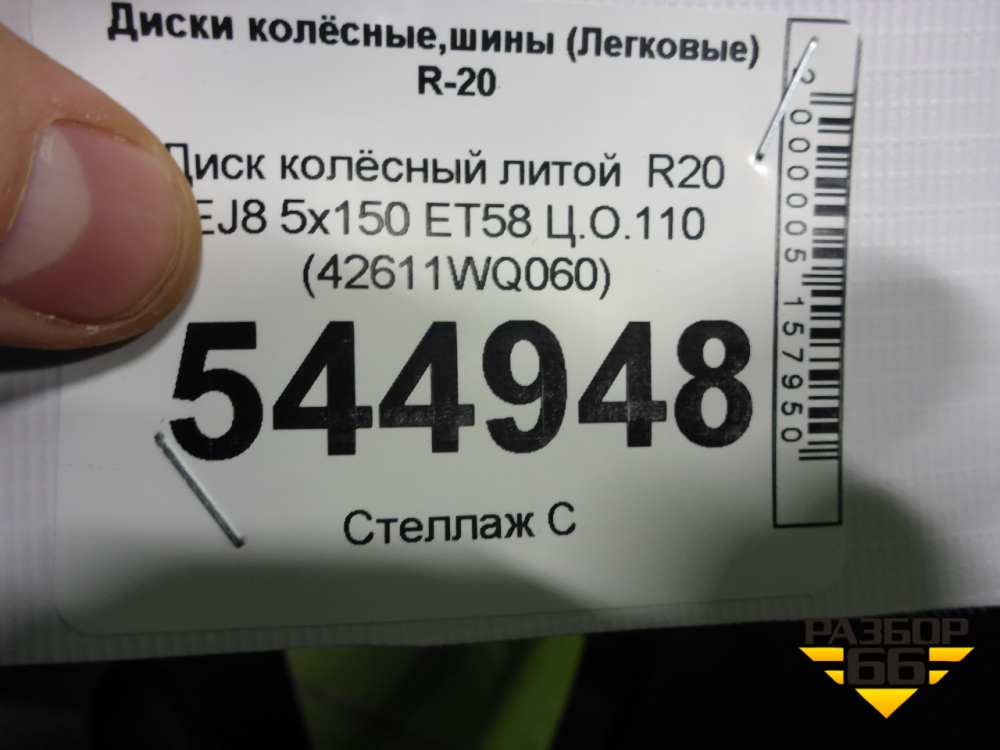 Диски колёсные,шины (Легковые)
R-20
Диск колёсный литой R20
EJ8 5x150 ET58 Ц.О.110
(42611WQ060)
544948
Стеллаж С
2000005157950
РАЗБОР
66